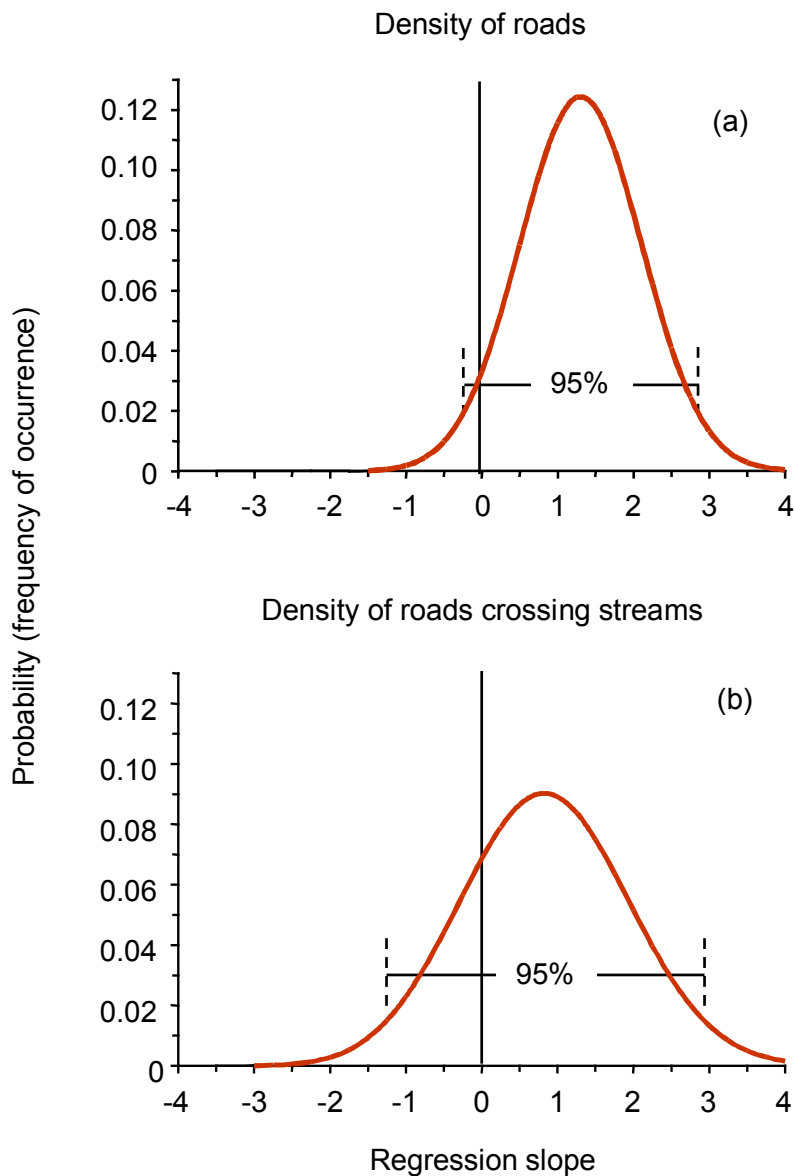 Density of roads
(a)
0.12
0.10
0.08
0.06
0.04
0.02
0
95%
-4 -3 -2 -1 0 1 2 3 4
Probability (frequency of occurrence)
Density of roads crossing streams
(b)
0.12
0.10
0.08
0.06
0.04
0.02
0
95%
-4 -3 -2 -1 0 1 2 3 4
Regression slope